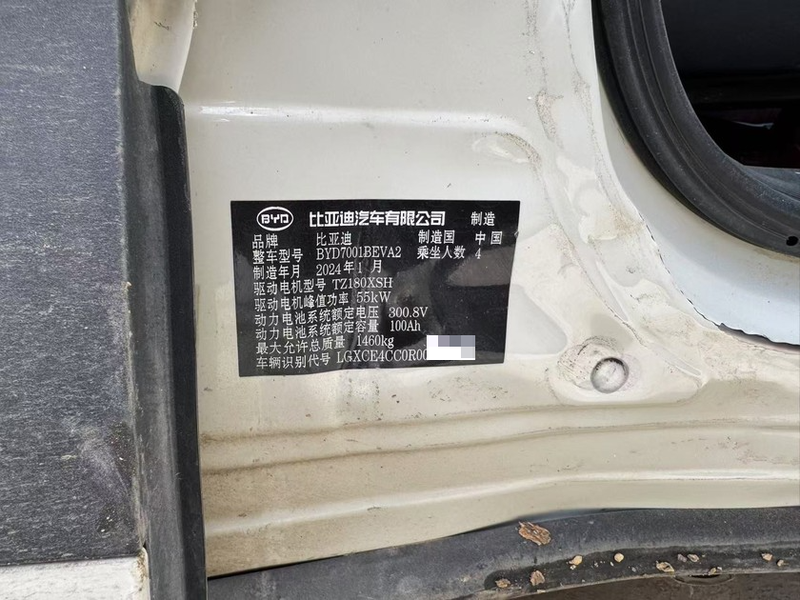 BYD 比亚迪汽车有限公司 制造
品牌 比亚迪 制造国 中国
整车型号 BYD7001BEVA2 乘坐人数 4
制造年月 2024年1月
驱动电机型号 TZ180XSH
驱动电机峰值功率 55kW
动力电池系统额定电压 300.8V
动力电池系统额定容量 100Ah
最大允许总质量 1460kg
车辆识别代号 LGXCE4CC0R00